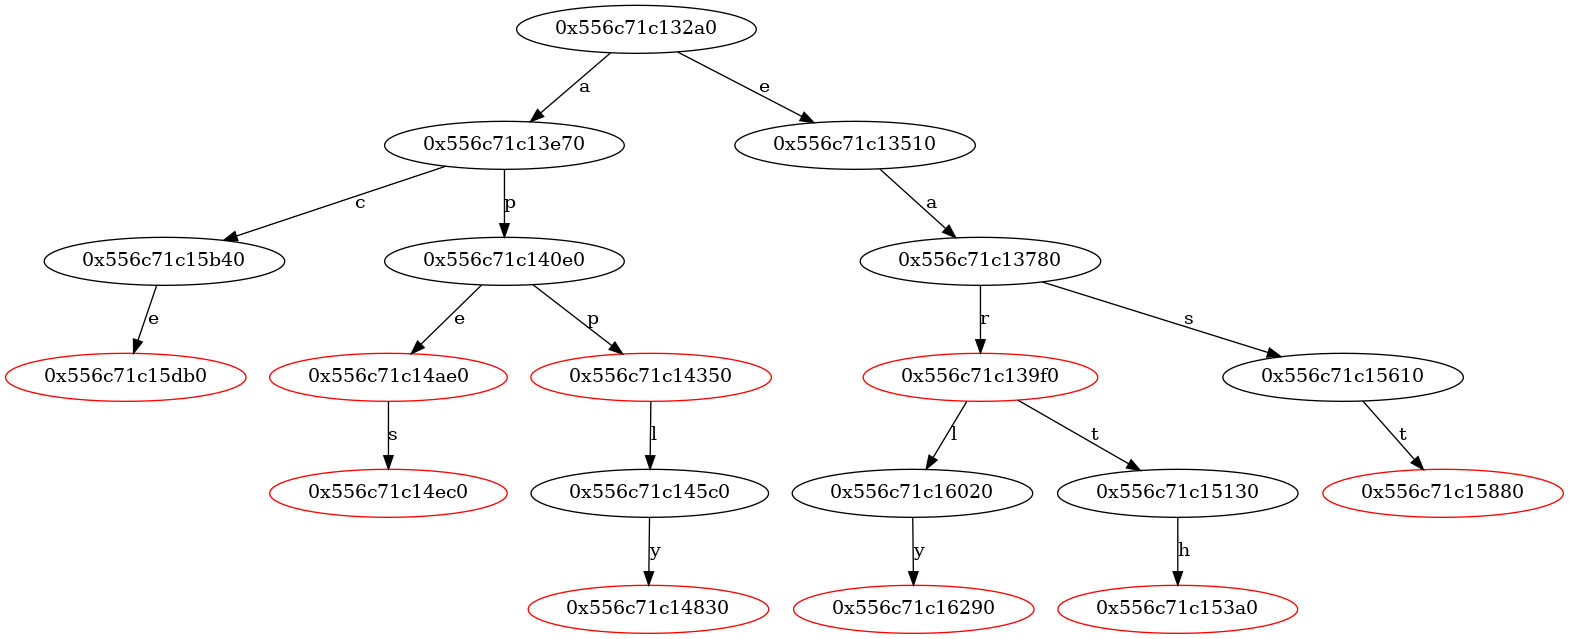 0x556c71c132a0
a e
0x556c71c13e70 0x556c71c13510
c p a
0x556c71c15b40 0x556c71c140e0 0x556c71c13780
e e p r s
0x556c71c15db0 0x556c71c14ae0 0x556c71c14350 0x556c71c139f0 0x556c71c15610
s l l t t
0x556c71c14ec0 0x556c71c145c0 0x556c71c16020 0x556c71c15130 0x556c71c15880
y y h
0x556c71c14830 0x556c71c16290 0x556c71c153a0